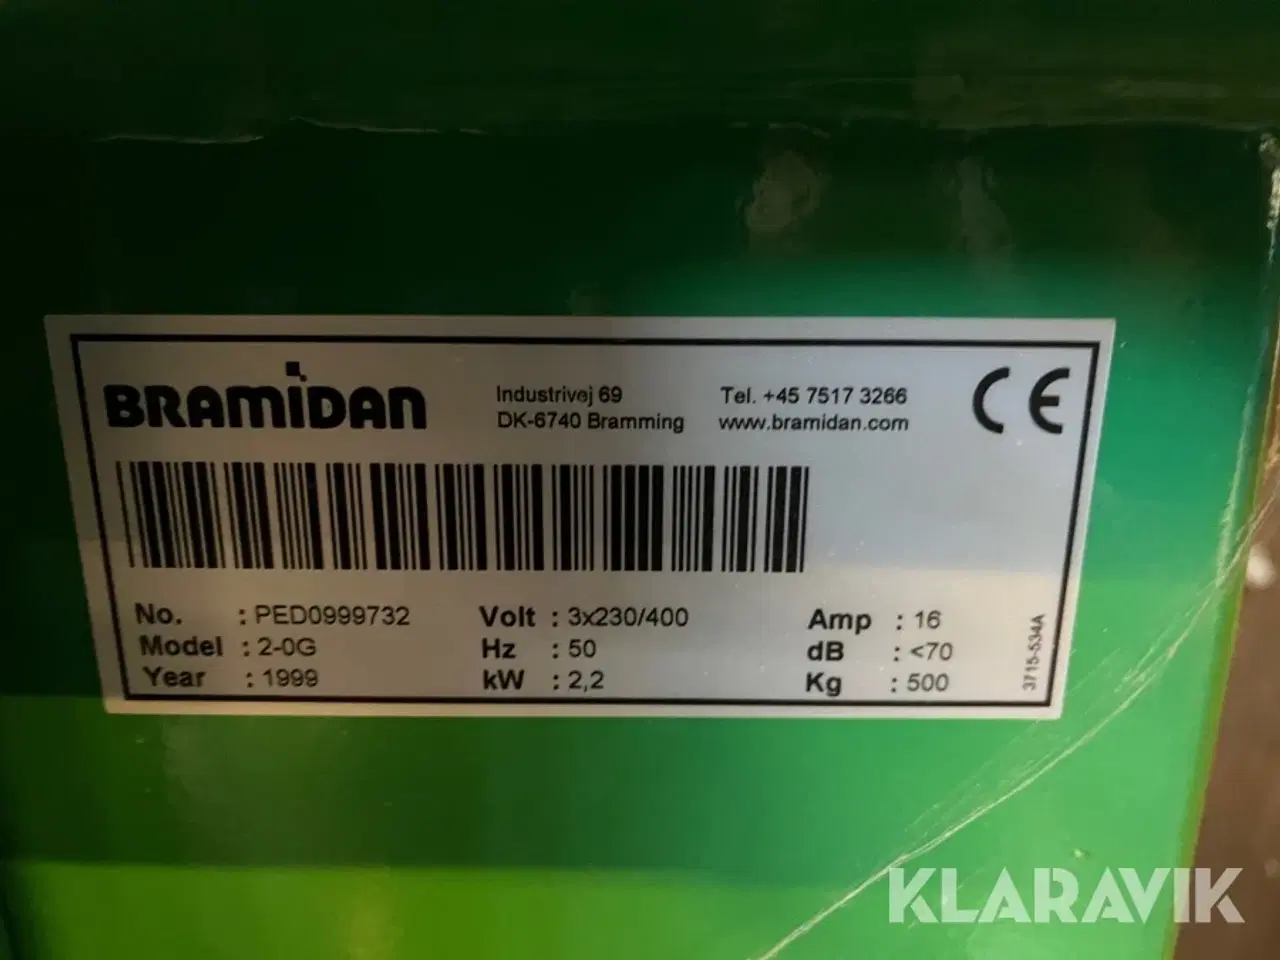 BRAMIDAN
Industrivej 69
DK-6740 Bramming
Tel. +45 7517 3266
www.bramidan.com
CE
No. : PED0999732
Model : 2-0G
Year : 1999
Volt : 3x230/400
Hz : 50
kW : 2,2
Amp : 16
dB : <70
Kg : 500
3715-534A
KLARAVIK